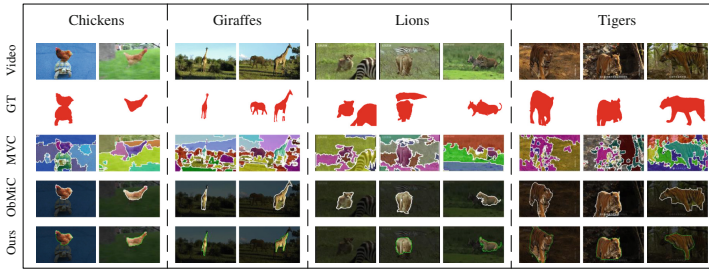 Chickens Giraffes Lions Tigers
Video
GT
MVC
ObMiC
Ours